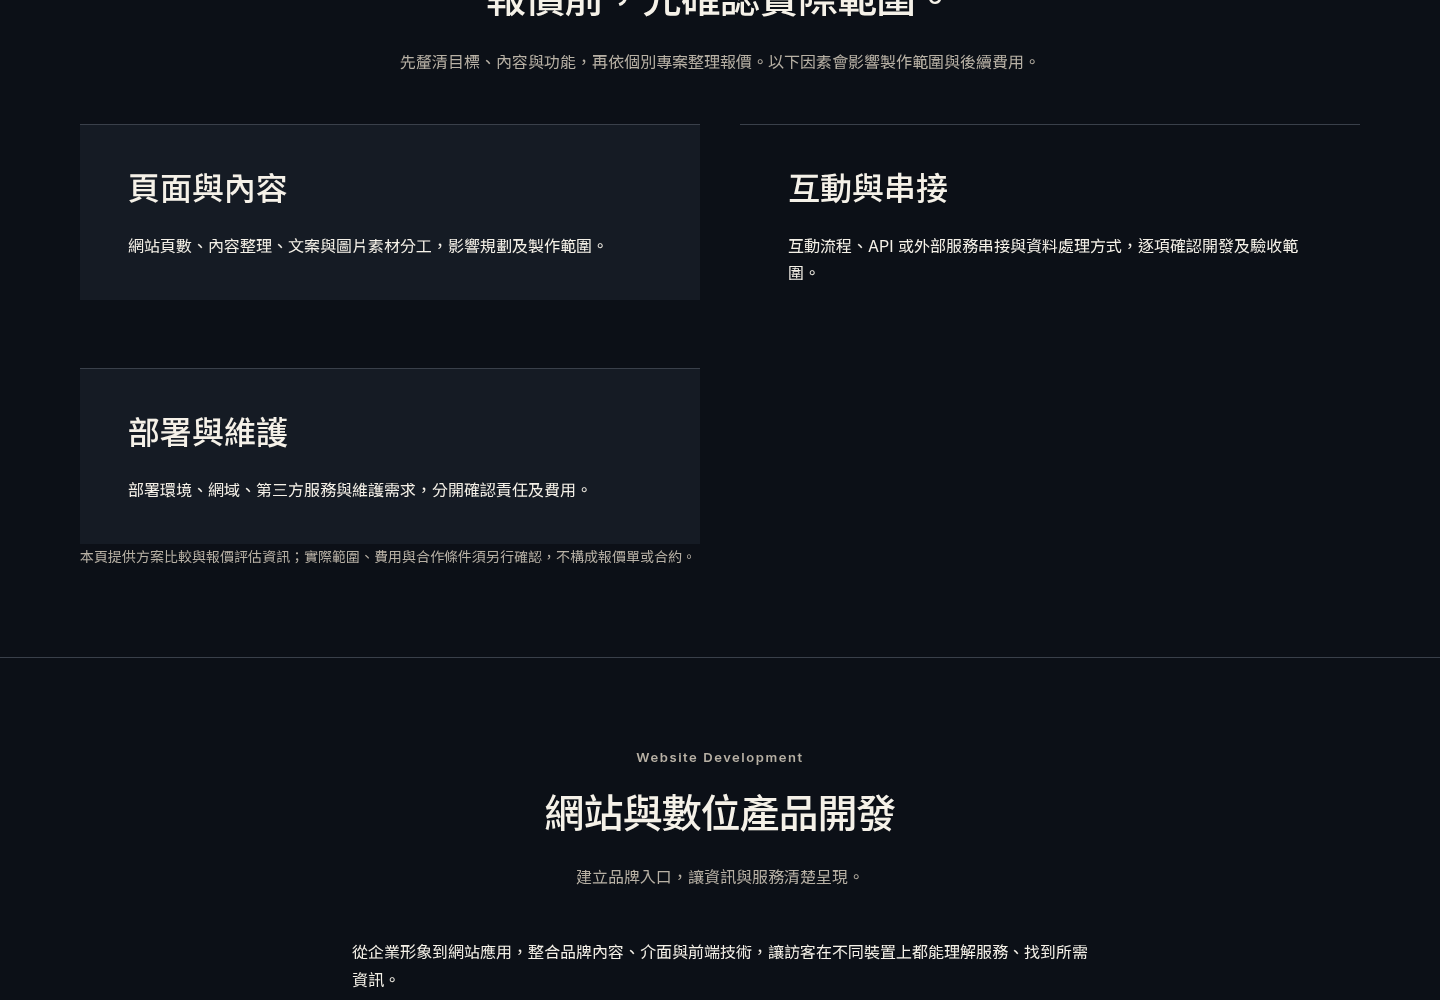 報價前，先確認實際範圍。
先釐清目標、內容與功能，再依個別專案整理報價。以下因素會影響製作範圍與後續費用。
頁面與內容
網站頁數、內容整理、文案與圖片素材分工，影響規劃及製作範圍。
互動與串接
互動流程、API 或外部服務串接與資料處理方式，逐項確認開發及驗收範
圍。
部署與維護
部署環境、網域、第三方服務與維護需求，分開確認責任及費用。
本頁提供方案比較與報價評估資訊；實際範圍、費用與合作條件須另行確認，不構成報價單或合約。
Website Development
網站與數位產品開發
建立品牌入口，讓資訊與服務清楚呈現。
從企業形象到網站應用，整合品牌內容、介面與前端技術，讓訪客在不同裝置上都能理解服務、找到所需
資訊。